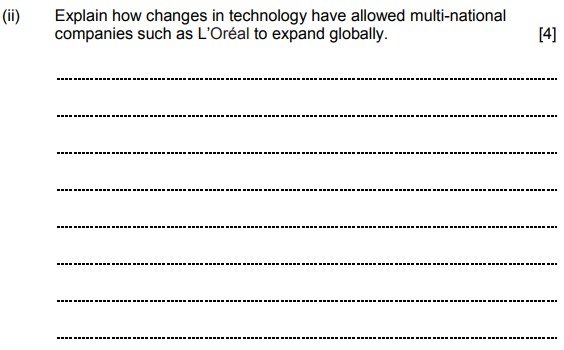 (ii) Explain how changes in technology have allowed multi-national
companies such as L'Oréal to expand globally. [4]